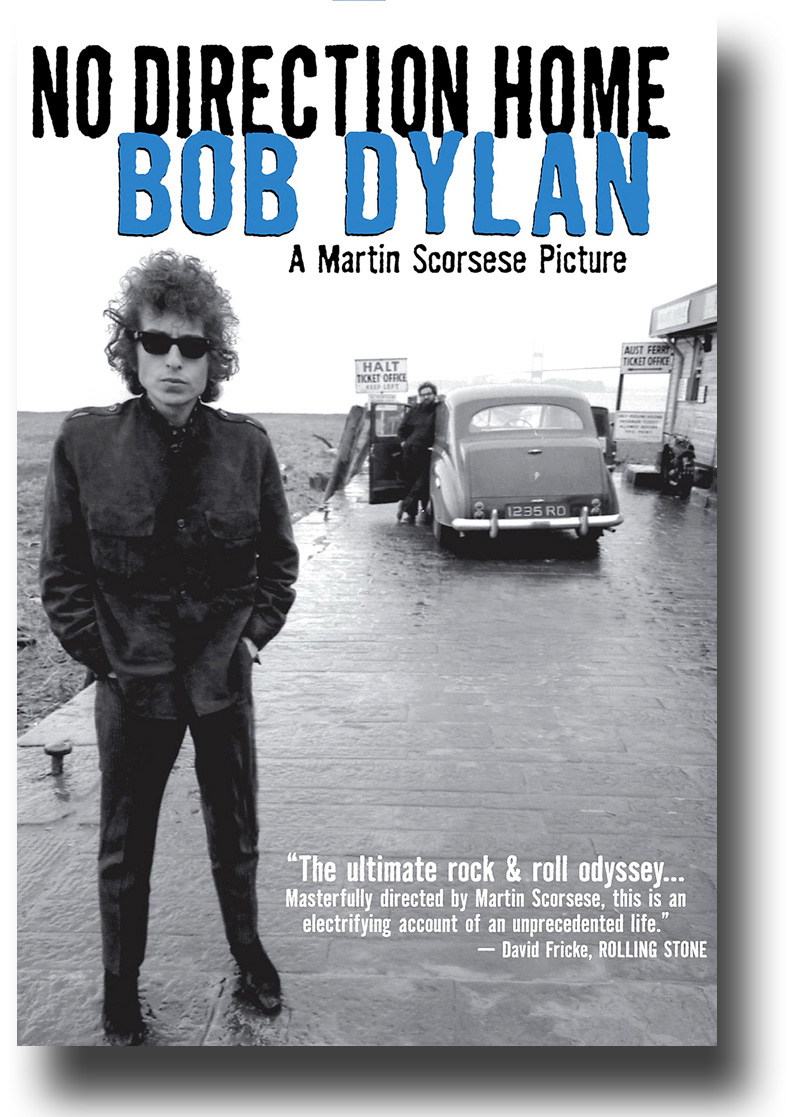 NO DIRECTION HOME
BOB DYLAN
A Martin Scorsese Picture
HALT
TICKET OFFICE
KEEP LEFT
AUST FERRY
TICKET OFFICE
1235 RD
“The ultimate rock & roll odyssey...
Masterfully directed by Martin Scorsese, this is an
electrifying account of an unprecedented life.”
— David Fricke, ROLLING STONE